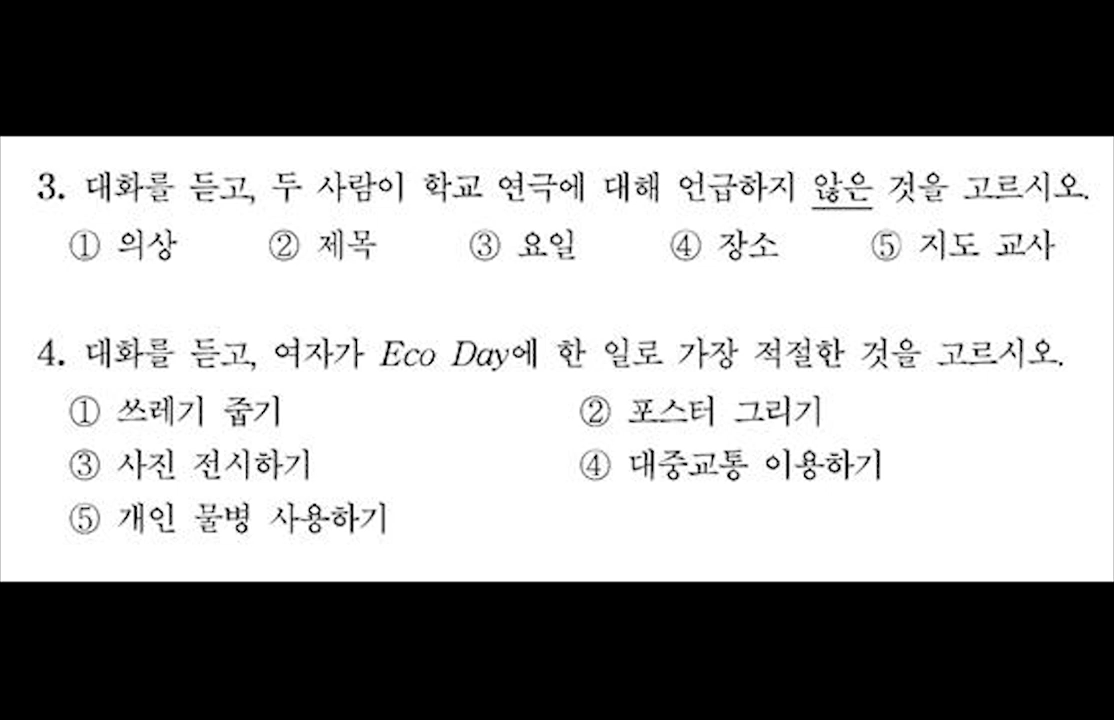 3. 대화를 듣고, 두 사람이 학교 연극에 대해 언급하지 않은 것을 고르시오.
① 의상 ② 제목 ③ 요일 ④ 장소 ⑤ 지도 교사
4. 대화를 듣고, 여자가 Eco Day에 한 일로 가장 적절한 것을 고르시오.
① 쓰레기 줍기 ② 포스터 그리기
③ 사진 전시하기 ④ 대중교통 이용하기
⑤ 개인 물병 사용하기